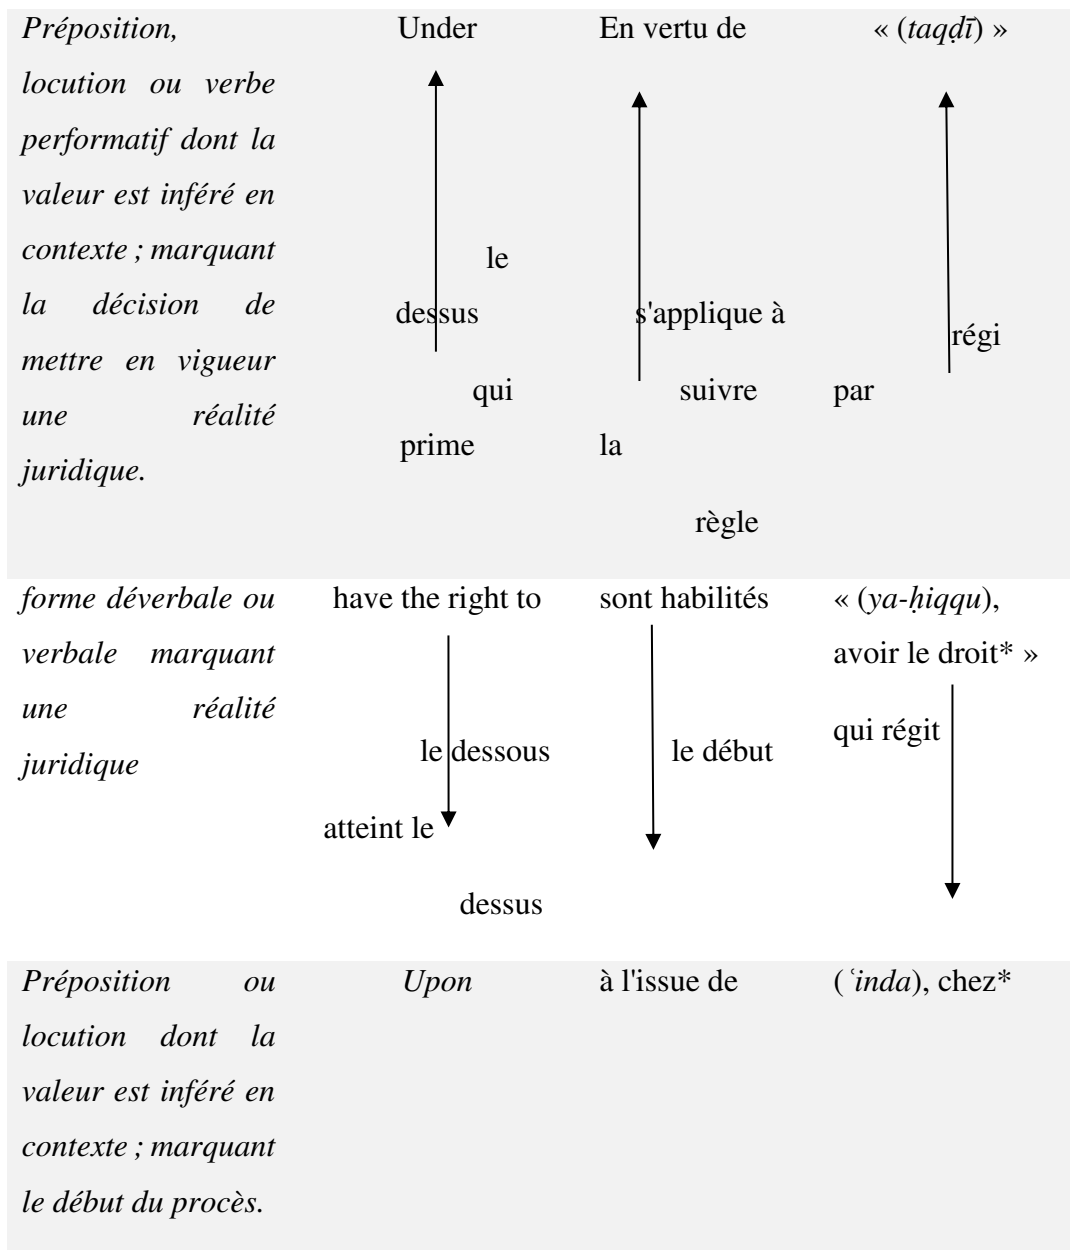 Préposition, Under En vertu de « (taqḍī) »
locution ou verbe
performatif dont la
valeur est inféré en
contexte ; marquant le
la décision de dessus s'applique à
mettre en vigueur régi
une réalité qui suivre par
juridique. prime la
règle
forme déverbale ou have the right to sont habilités « (ya-ḥiqqu),
verbale marquant avoir le droit* »
une réalité qui régit
juridique le dessous le début
atteint le
dessus
Préposition ou Upon à l'issue de (ʿinda), chez*
locution dont la
valeur est inféré en
contexte ; marquant
le début du procès.